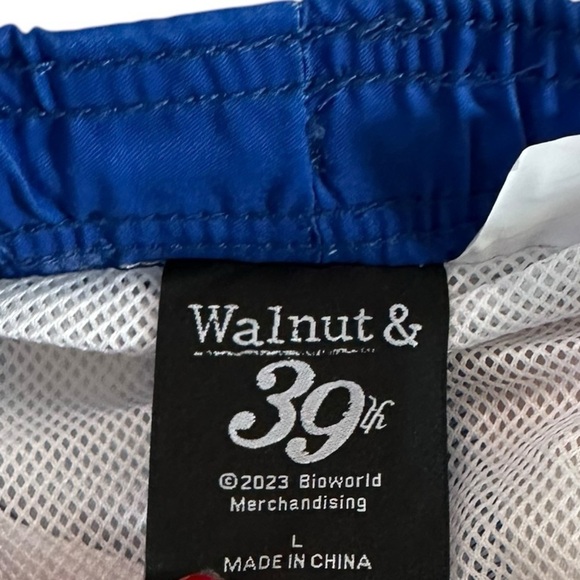 Walnut &
39th
©2023 Bioworld
Merchandising
L
MADE IN CHINA